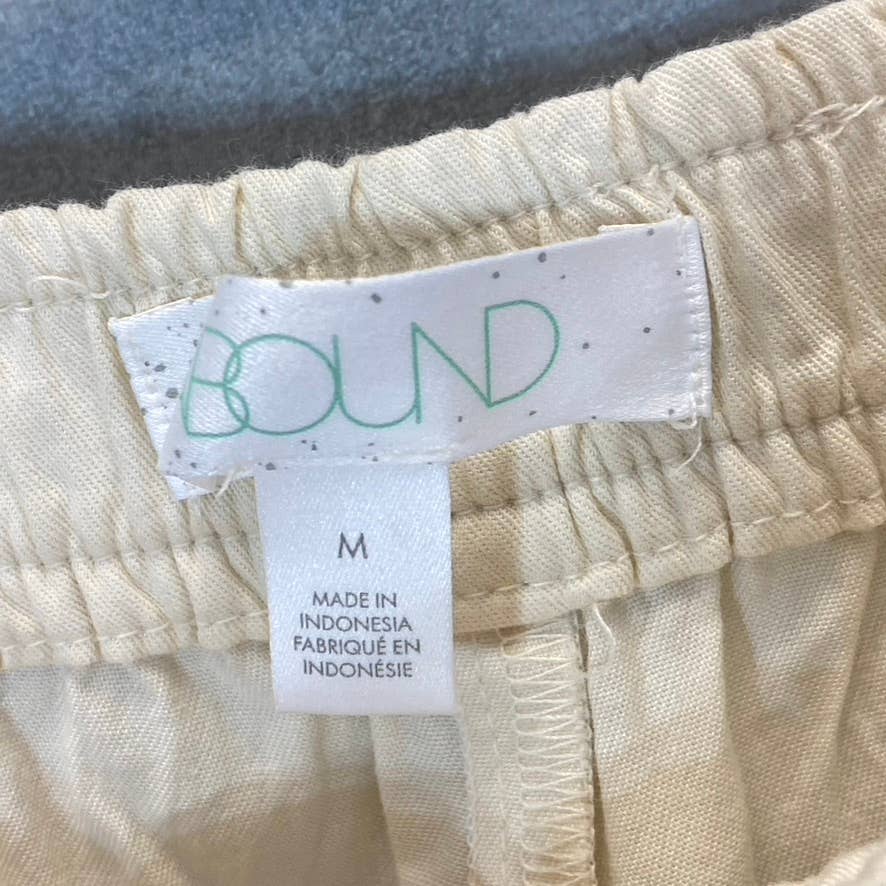 BOUND
M
MADE IN
INDONESIA
FABRIQUÉ EN
INDONÉSIE